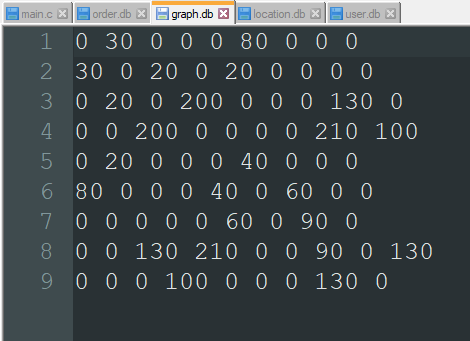 main.c order.db graph.db location.db user.db
1 0 30 0 0 0 80 0 0 0
2 30 0 20 0 20 0 0 0 0
3 0 20 0 200 0 0 0 130 0
4 0 0 200 0 0 0 0 210 100
5 0 20 0 0 0 40 0 0 0
6 80 0 0 0 40 0 60 0 0
7 0 0 0 0 0 60 0 90 0
8 0 0 130 210 0 0 90 0 130
9 0 0 0 100 0 0 0 130 0